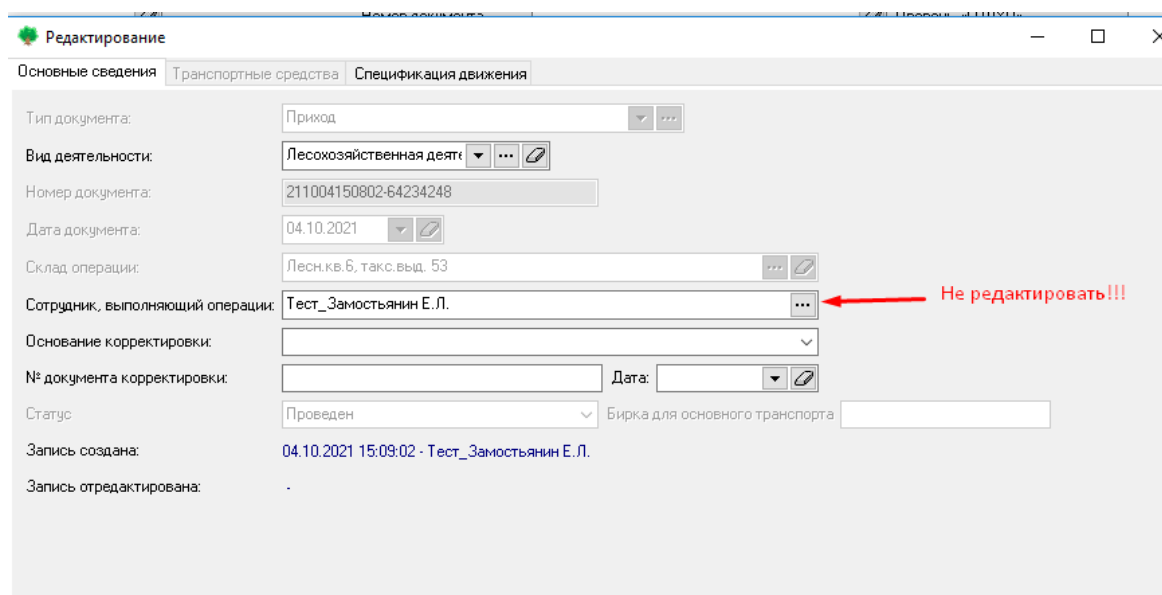 Номер документа
Редактирование
Основные сведения Транспортные средства Спецификация движения
Тип документа: Приход
Вид деятельности: Лесохозяйственная деяте
Номер документа: 211004150802-64234248
Дата документа: 04.10.2021
Склад операции: Лесн.кв.6, такс.выд. 53
Сотрудник, выполняющий операции: Тест_Замостьянин Е.Л. Не редактировать!!!
Основание корректировки:
№ документа корректировки: Дата:
Статус Проведен Бирка для основного транспорта
Запись создана: 04.10.2021 15:09:02 - Тест_Замостьянин Е.Л.
Запись отредактирована: -